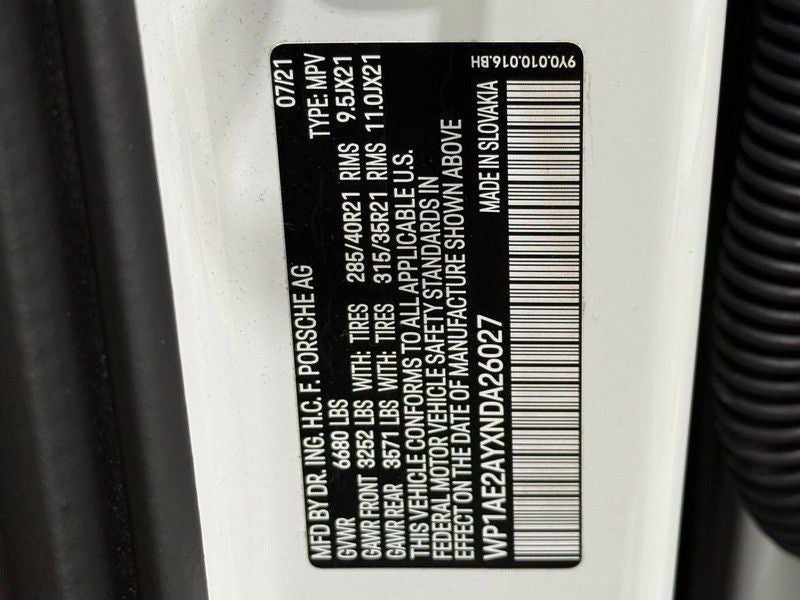 MFD BY DR. ING. H.C. F. PORSCHE AG 07/21
GVWR 6680 LBS TYPE: MPV
GAWR FRONT 3252 LBS WITH: TIRES 285/40R21 RIMS 9.5JX21
GAWR REAR 3571 LBS WITH: TIRES 315/35R21 RIMS 11.0JX21
THIS VEHICLE CONFORMS TO ALL APPLICABLE U.S.
FEDERAL MOTOR VEHICLE SAFETY STANDARDS IN
EFFECT ON THE DATE OF MANUFACTURE SHOWN ABOVE
WP1AE2AYXNDA26027 MADE IN SLOVAKIA
9Y0.010.016.BH